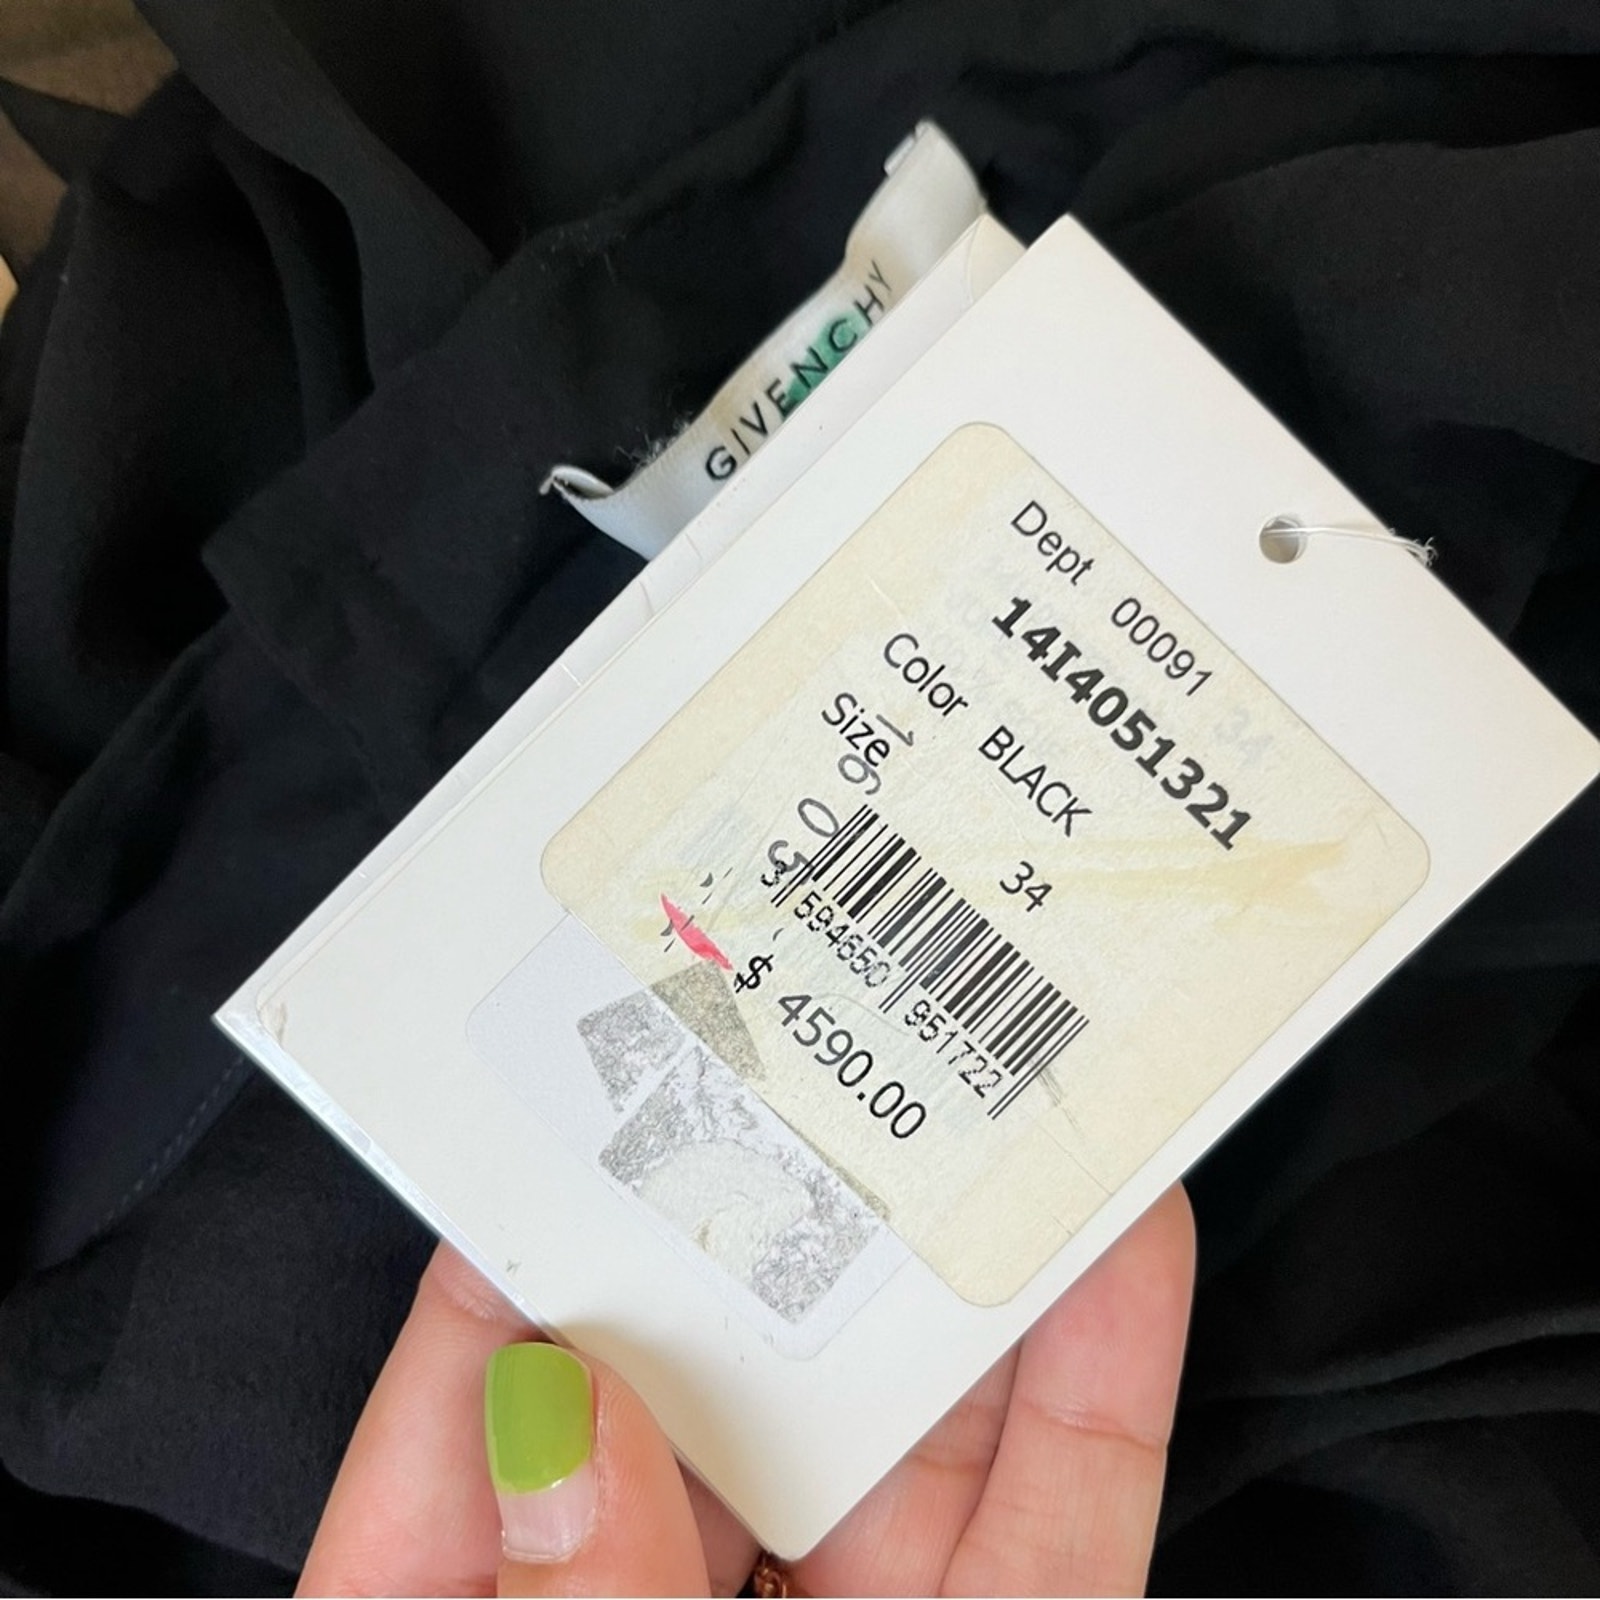 GIVENCHY
Dept 00091
14I4051321
Color BLACK
Size 34
3 594650 951722
$ 4590.00